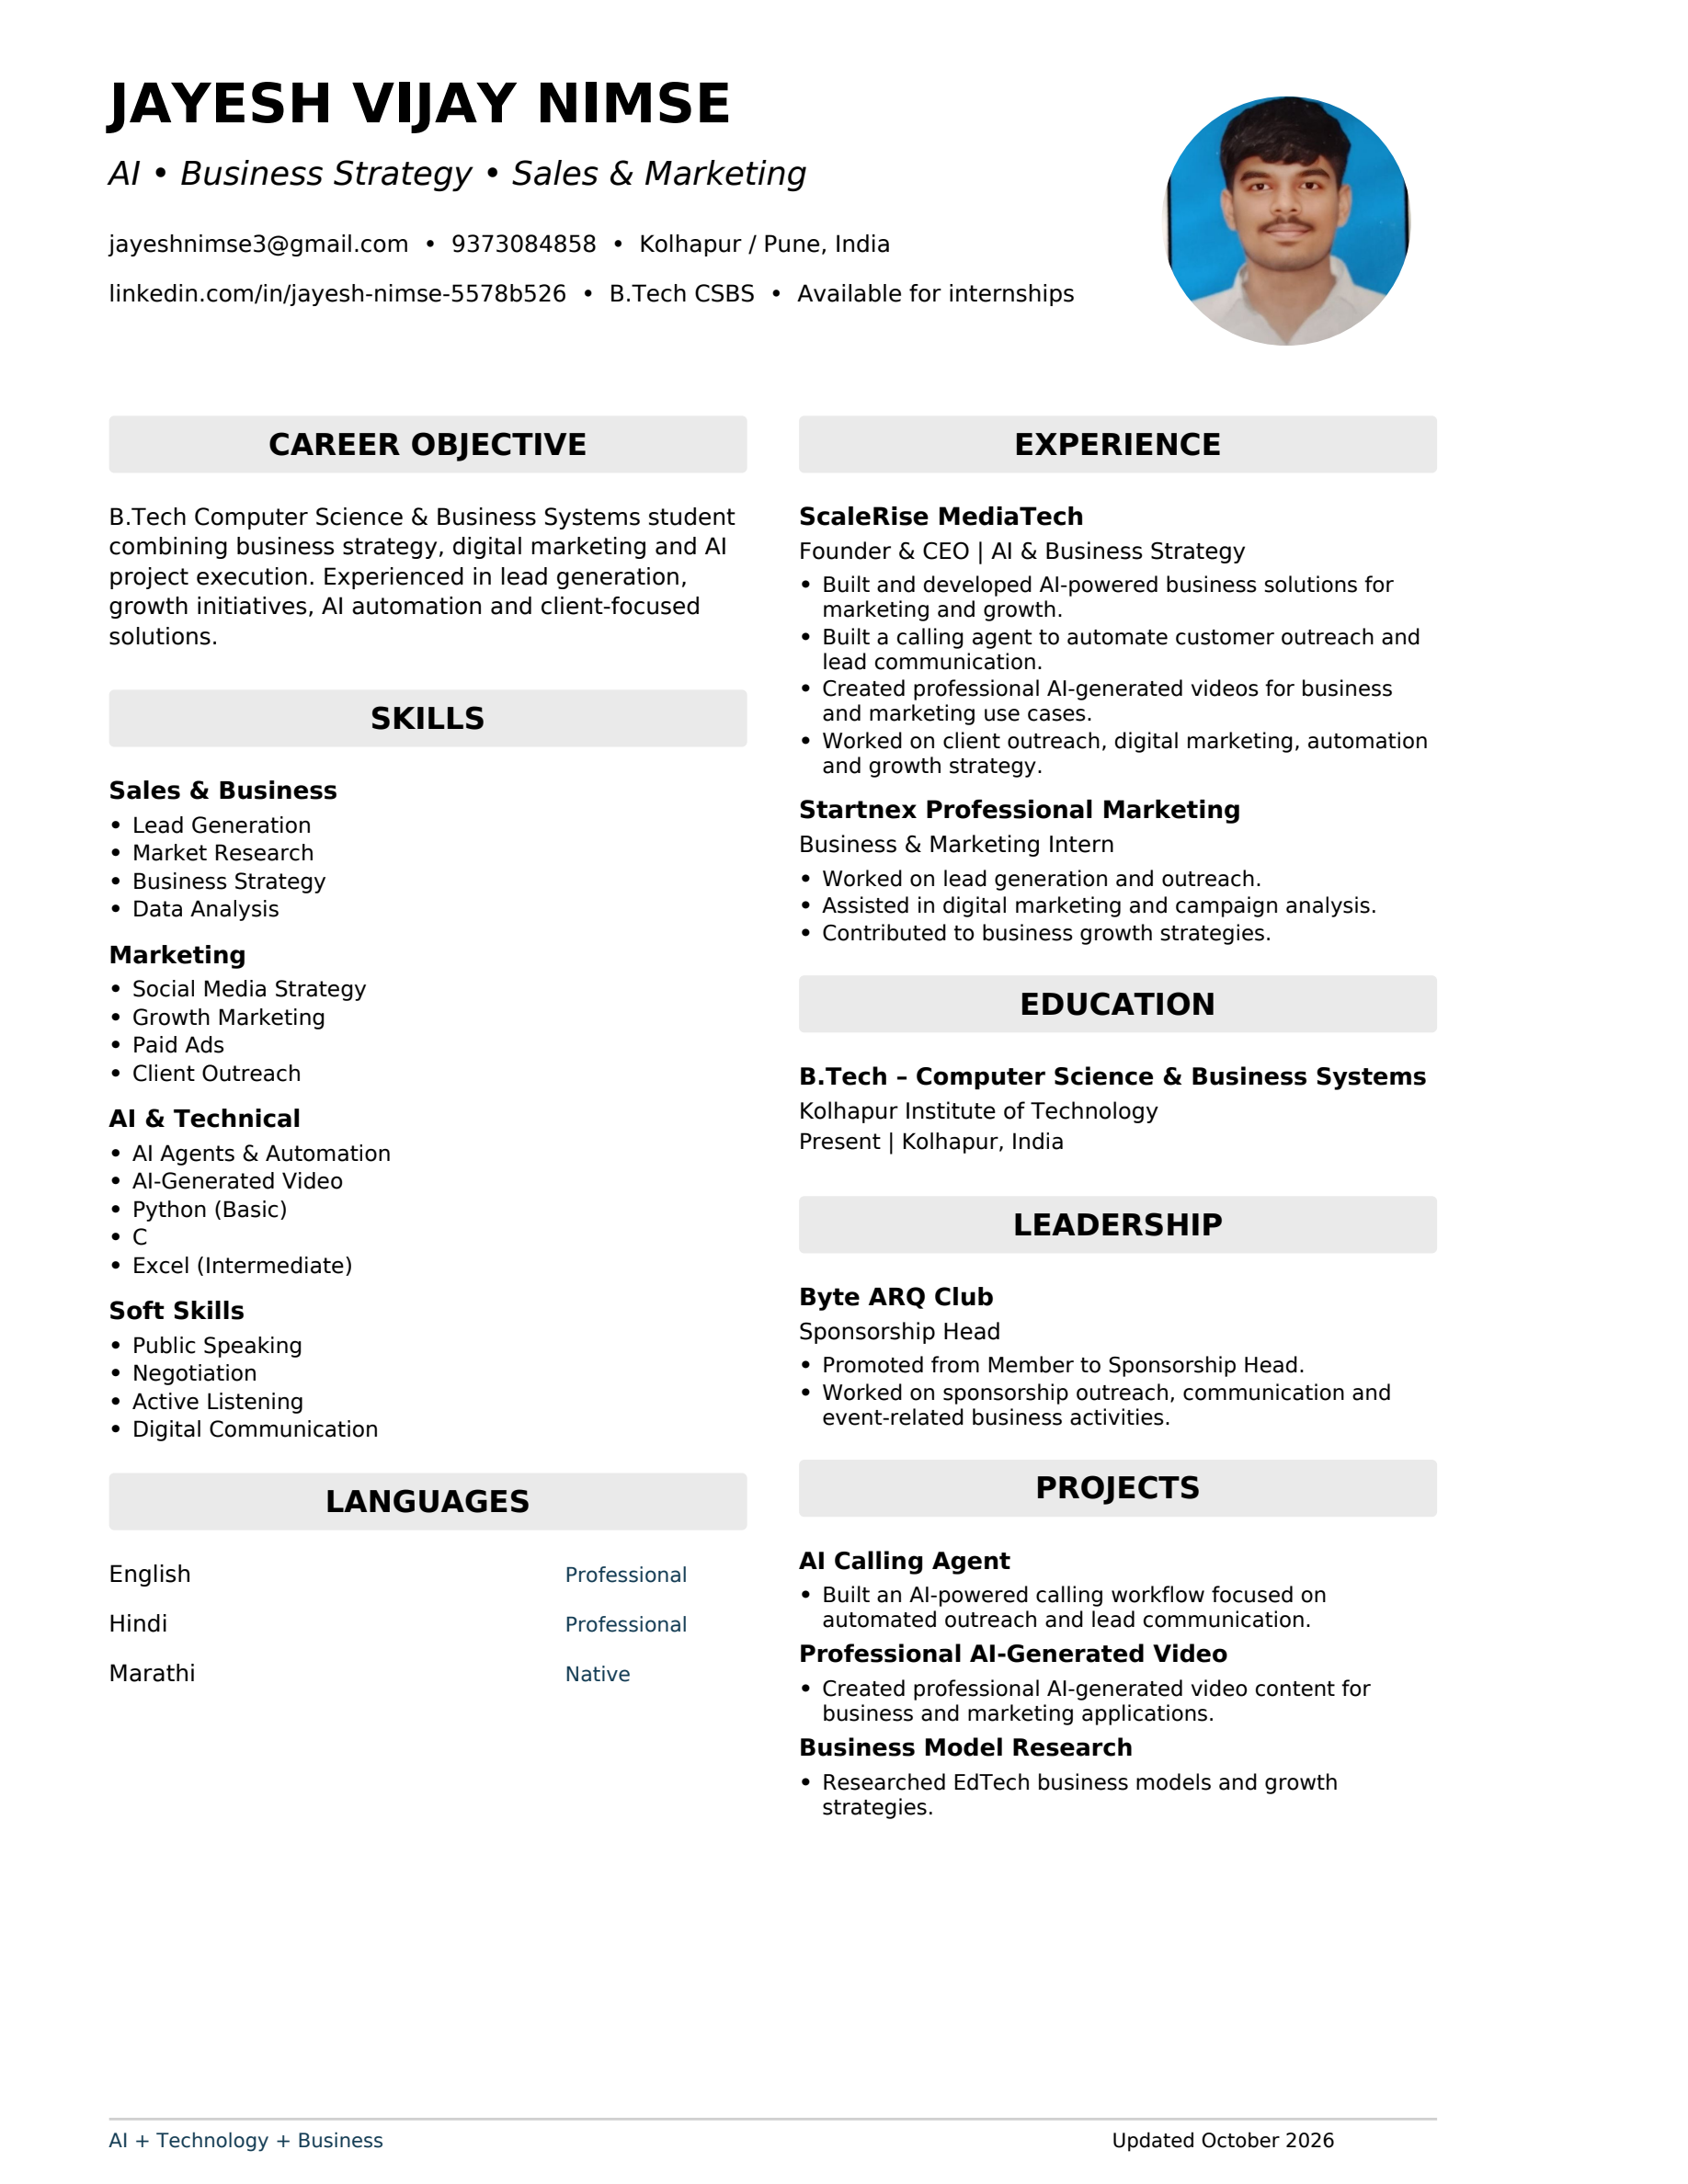 JAYESH VIJAY NIMSE
AI • Business Strategy • Sales & Marketing
jayeshnimse3@gmail.com • 9373084858 • Kolhapur / Pune, India
linkedin.com/in/jayesh-nimse-5578b526 • B.Tech CSBS • Available for internships
CAREER OBJECTIVE
B.Tech Computer Science & Business Systems student
combining business strategy, digital marketing and AI
project execution. Experienced in lead generation,
growth initiatives, AI automation and client-focused
solutions.
SKILLS
Sales & Business
• Lead Generation
• Market Research
• Business Strategy
• Data Analysis
Marketing
• Social Media Strategy
• Growth Marketing
• Paid Ads
• Client Outreach
AI & Technical
• AI Agents & Automation
• AI-Generated Video
• Python (Basic)
• C
• Excel (Intermediate)
Soft Skills
• Public Speaking
• Negotiation
• Active Listening
• Digital Communication
LANGUAGES
English Professional
Hindi Professional
Marathi Native
EXPERIENCE
ScaleRise MediaTech
Founder & CEO | AI & Business Strategy
• Built and developed AI-powered business solutions for
marketing and growth.
• Built a calling agent to automate customer outreach and
lead communication.
• Created professional AI-generated videos for business
and marketing use cases.
• Worked on client outreach, digital marketing, automation
and growth strategy.
Startnex Professional Marketing
Business & Marketing Intern
• Worked on lead generation and outreach.
• Assisted in digital marketing and campaign analysis.
• Contributed to business growth strategies.
EDUCATION
B.Tech – Computer Science & Business Systems
Kolhapur Institute of Technology
Present | Kolhapur, India
LEADERSHIP
Byte ARQ Club
Sponsorship Head
• Promoted from Member to Sponsorship Head.
• Worked on sponsorship outreach, communication and
event-related business activities.
PROJECTS
AI Calling Agent
• Built an AI-powered calling workflow focused on
automated outreach and lead communication.
Professional AI-Generated Video
• Created professional AI-generated video content for
business and marketing applications.
Business Model Research
• Researched EdTech business models and growth
strategies.
AI + Technology + Business
Updated October 2026